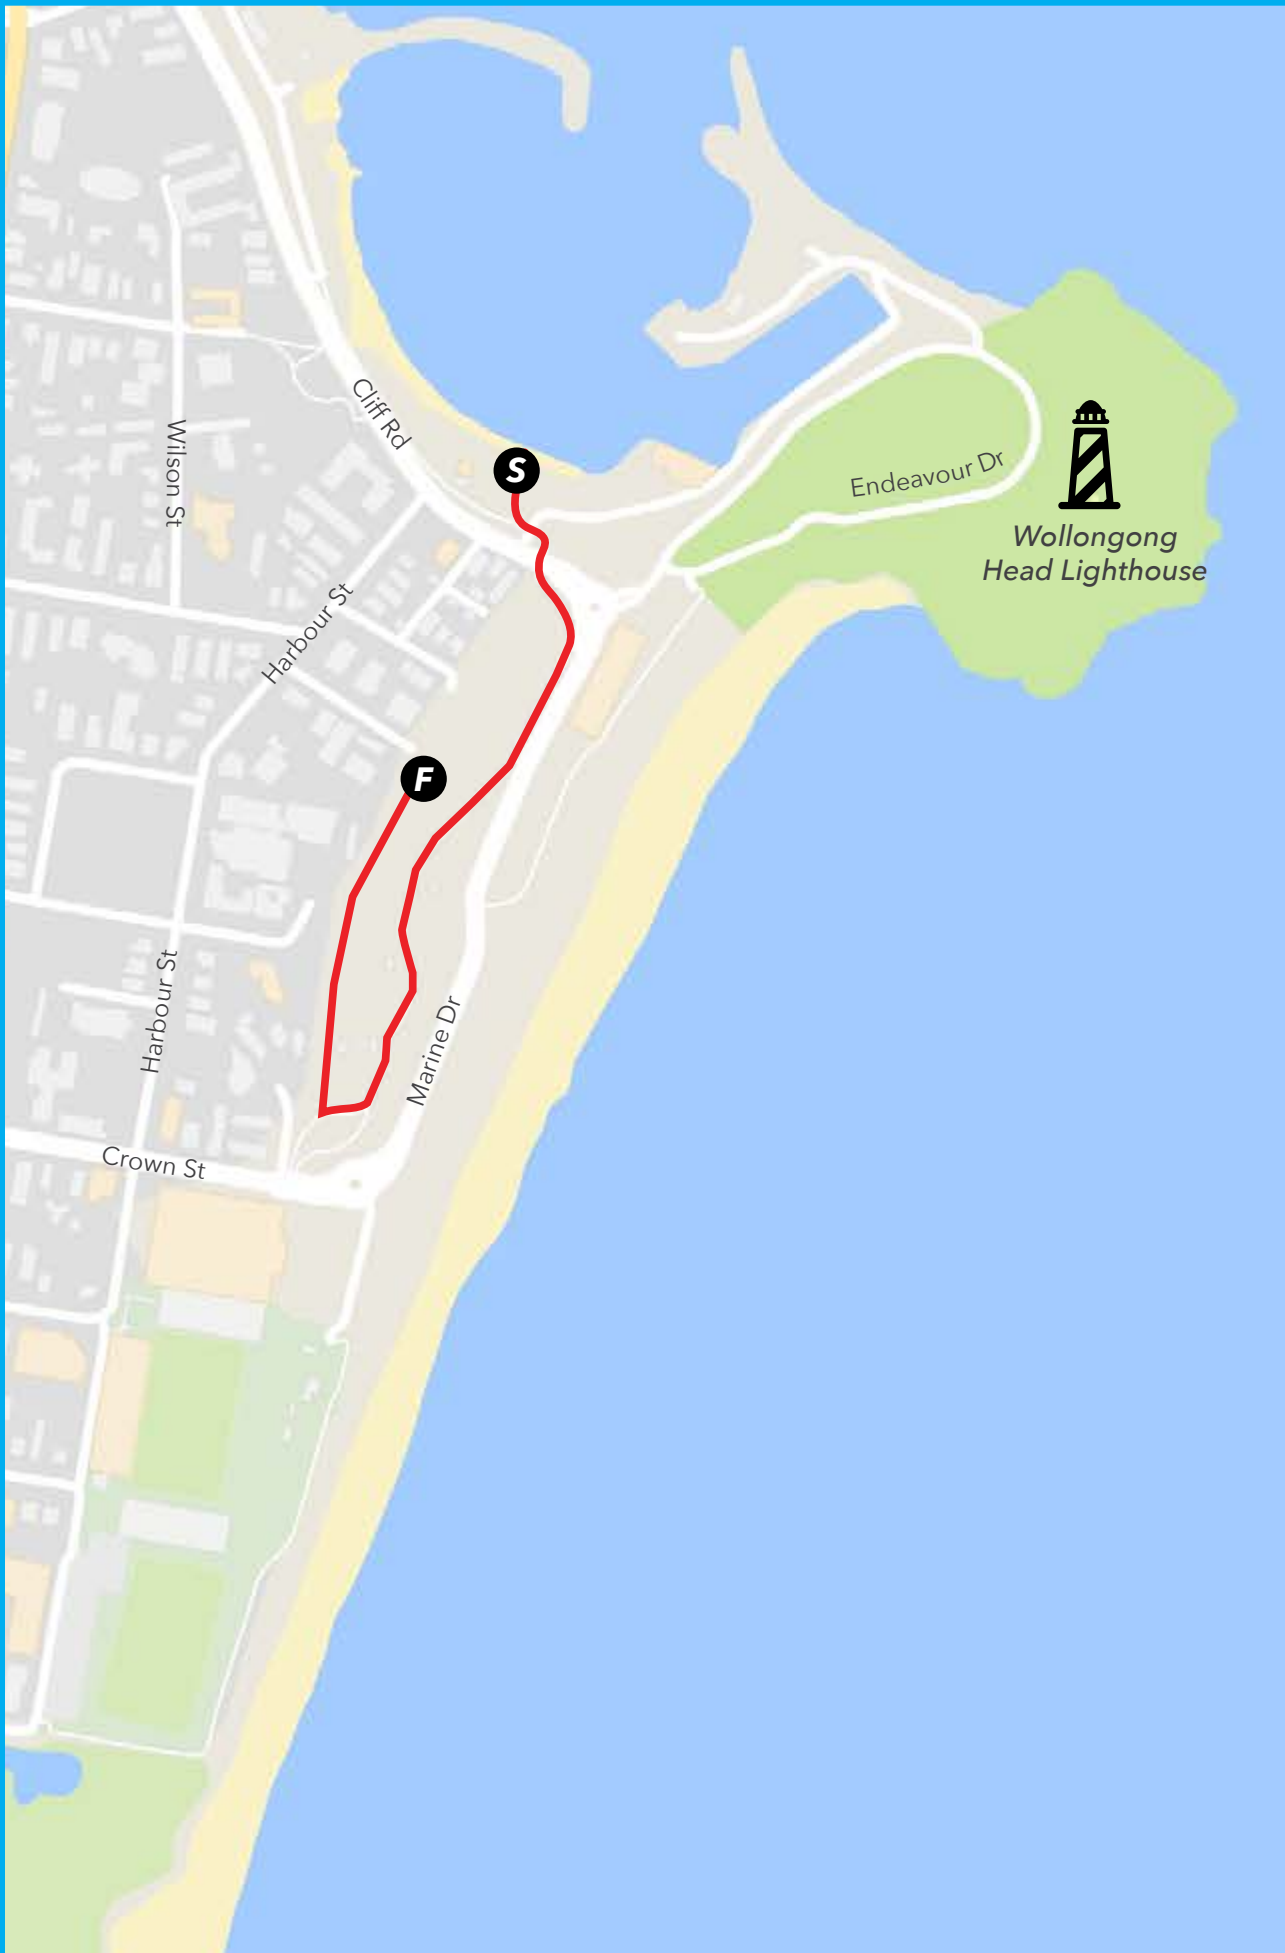 Cliff Rd
S
Wilson St
Endeavour Dr
Wollongong
Head Lighthouse
Harbour St
F
Harbour St
Marine Dr
Crown St